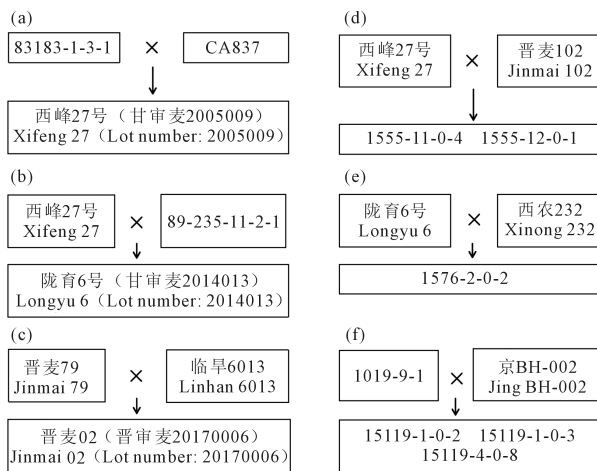 (a)
83183-1-3-1 × CA837
西峰27号（甘审麦2005009）
Xifeng 27（Lot number: 2005009）
(b)
西峰27号
Xifeng 27
×
89-235-11-2-1
陇育6号（甘审麦2014013）
Longyu 6（Lot number: 2014013）
(c)
晋麦79
Jinmai 79
×
临旱6013
Linhan 6013
晋麦02（晋审麦20170006）
Jinmai 02（Lot number: 20170006）
(d)
西峰27号
Xifeng 27
×
晋麦102
Jinmai 102
1555-11-0-4 1555-12-0-1
(e)
陇育6号
Longyu 6
×
西农232
Xinong 232
1576-2-0-2
(f)
1019-9-1
×
京BH-002
Jing BH-002
15119-1-0-2 15119-1-0-3
15119-4-0-8